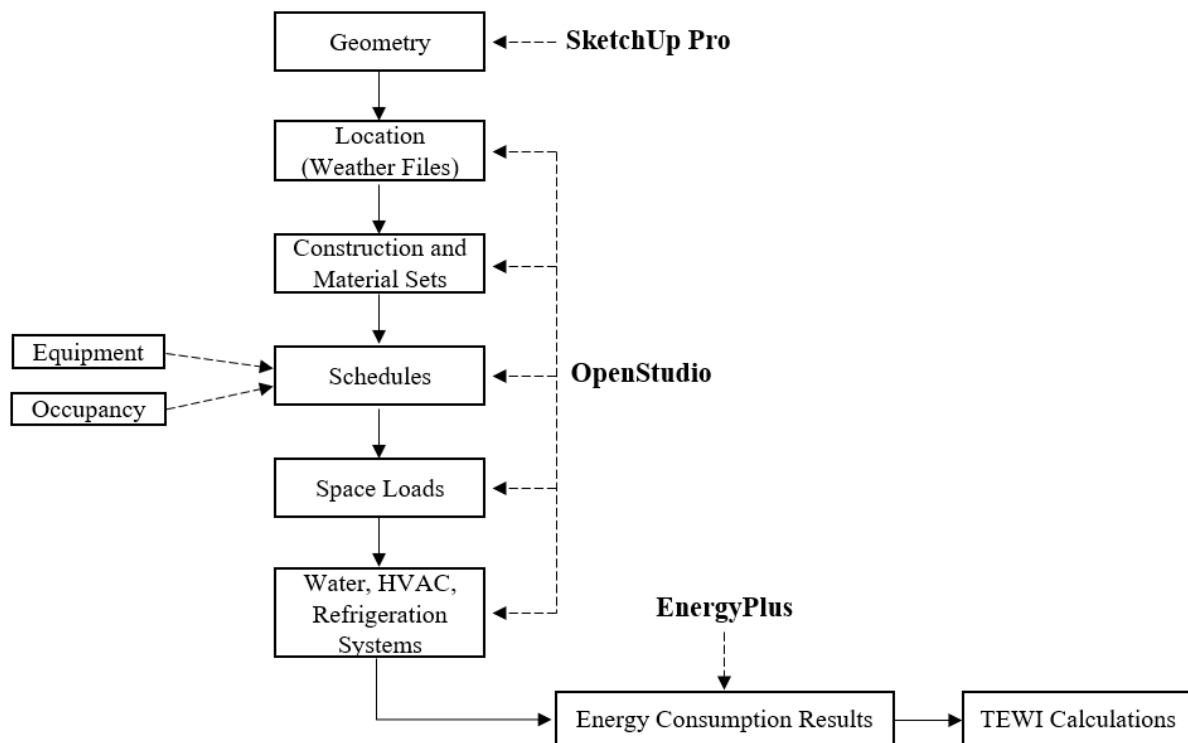 Geometry
SketchUp Pro
Location
(Weather Files)
Construction and
Material Sets
Equipment
Schedules
OpenStudio
Occupancy
Space Loads
Water, HVAC,
Refrigeration
Systems
EnergyPlus
Energy Consumption Results
TEWI Calculations